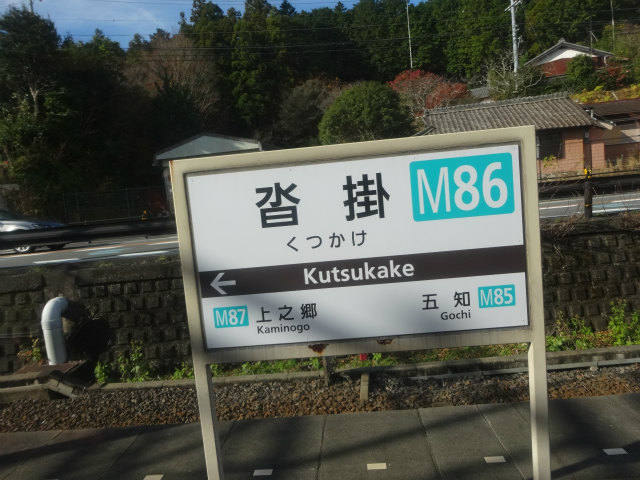 沓掛 M86
くつかけ
← Kutsukake
M87 上之郷 五知 M85
Kaminogo Gochi